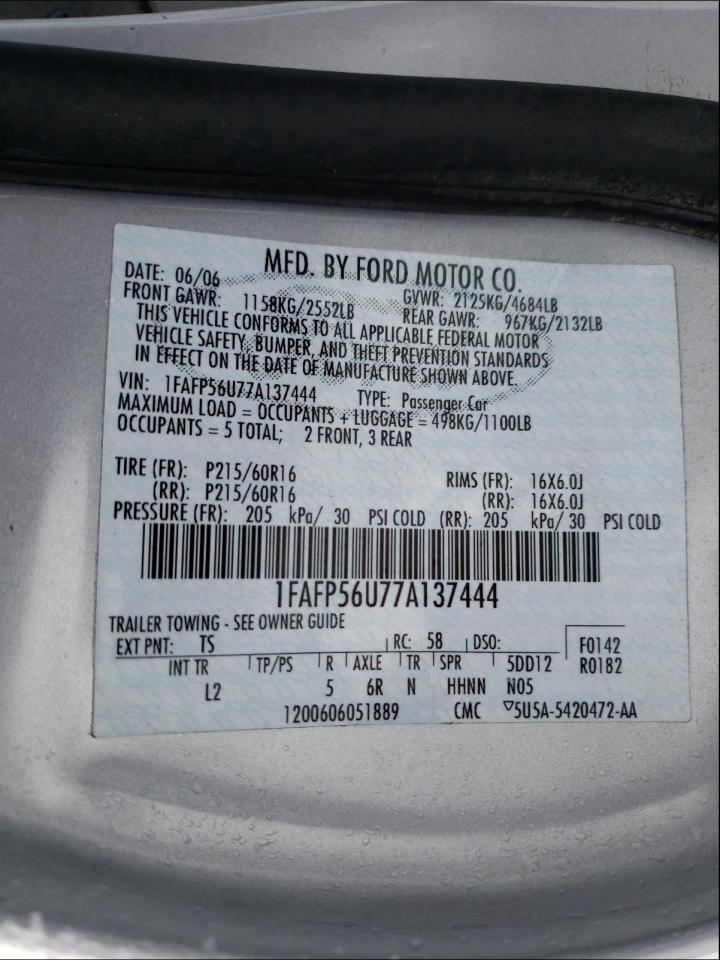 MFD. BY FORD MOTOR CO.
DATE: 06/06 GVWR: 2125KG/4684LB
FRONT GAWR: 1158KG/2552LB REAR GAWR: 967KG/2132LB
THIS VEHICLE CONFORMS TO ALL APPLICABLE FEDERAL MOTOR
VEHICLE SAFETY, BUMPER, AND THEFT PREVENTION STANDARDS
IN EFFECT ON THE DATE OF MANUFACTURE SHOWN ABOVE.
VIN: 1FAFP56U77A137444 TYPE: Passenger Car
MAXIMUM LOAD = OCCUPANTS + LUGGAGE = 498KG/1100LB
OCCUPANTS = 5 TOTAL; 2 FRONT, 3 REAR
TIRE (FR): P215/60R16 RIMS (FR): 16X6.0J
(RR): P215/60R16 (RR): 16X6.0J
PRESSURE (FR): 205 kPa/ 30 PSI COLD (RR): 205 kPa/ 30 PSI COLD
1FAFP56U77A137444
TRAILER TOWING - SEE OWNER GUIDE
EXT PNT: TS RC: 58 DSO: F0142
INT TR TP/PS R AXLE TR SPR 5DD12 R0182
L2 5 6R N HHNN N05
1200606051889 CMC ▽5U5A-5420472-AA